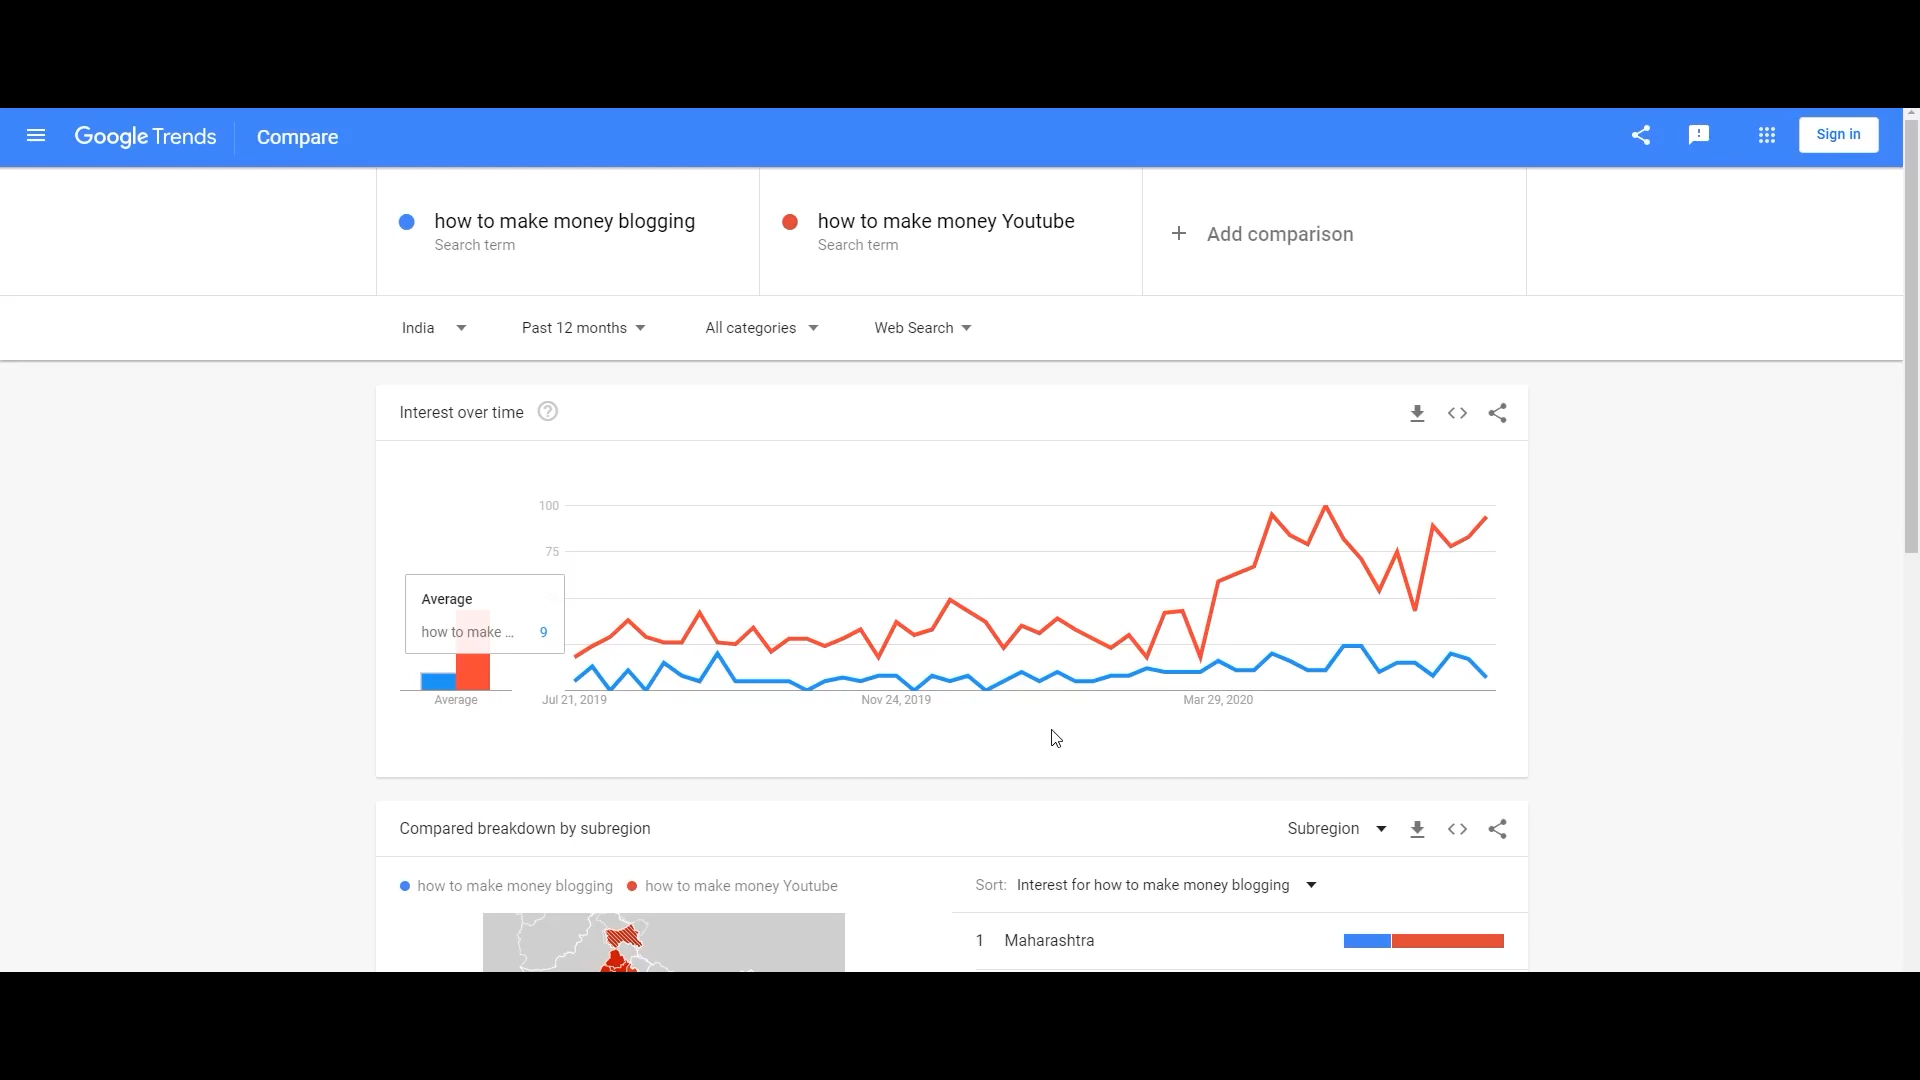 Google Trends
Compare
Sign in
how to make money blogging
Search term
how to make money Youtube
Search term
+ Add comparison
India
Past 12 months
All categories
Web Search
Interest over time
100
75
Average
how to make ... 9
Average
Jul 21, 2019
Nov 24, 2019
Mar 29, 2020
Compared breakdown by subregion
Subregion
how to make money blogging
how to make money Youtube
Sort: Interest for how to make money blogging
1 Maharashtra